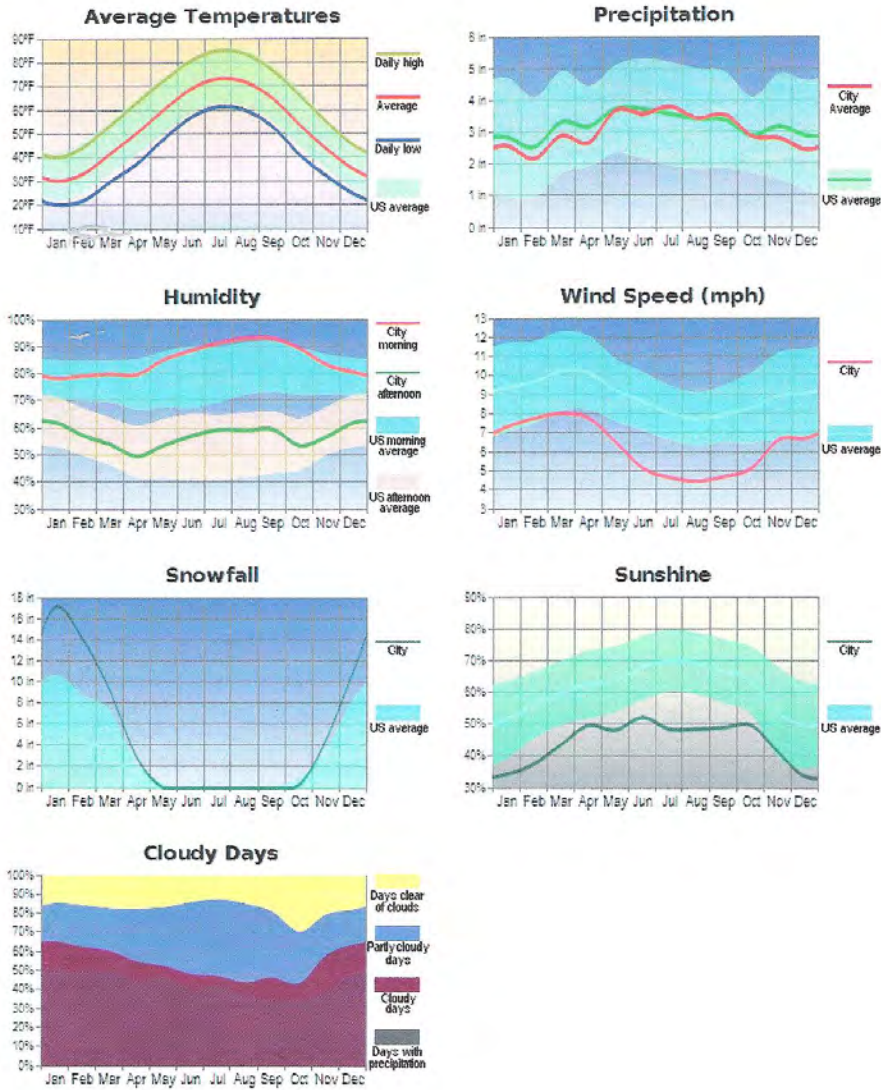 Average Temperatures
90°F
80°F
70°F
60°F
50°F
40°F
30°F
20°F
10°F
Jan Feb Mar Apr May Jun Jul Aug Sep Oct Nov Dec
Daily high
Average
Daily low
US average
Precipitation
6 in
5 in
4 in
3 in
2 in
1 in
0 in
Jan Feb Mar Apr May Jun Jul Aug Sep Oct Nov Dec
City
Average
US average
Humidity
100%
90%
80%
70%
60%
50%
40%
30%
Jan Feb Mar Apr May Jun Jul Aug Sep Oct Nov Dec
City
morning
City
afternoon
US morning
average
US afternoon
average
Wind Speed (mph)
13
12
11
10
9
8
7
6
5
4
3
Jan Feb Mar Apr May Jun Jul Aug Sep Oct Nov Dec
City
US average
Snowfall
18 in
16 in
14 in
12 in
10 in
8 in
6 in
4 in
2 in
0 in
Jan Feb Mar Apr May Jun Jul Aug Sep Oct Nov Dec
City
US average
Sunshine
90%
80%
70%
60%
50%
40%
30%
Jan Feb Mar Apr May Jun Jul Aug Sep Oct Nov Dec
City
US average
Cloudy Days
100%
90%
80%
70%
60%
50%
40%
30%
20%
10%
0%
Jan Feb Mar Apr May Jun Jul Aug Sep Oct Nov Dec
Days clear
of clouds
Partly cloudy
days
Cloudy
days
Days with
precipitation